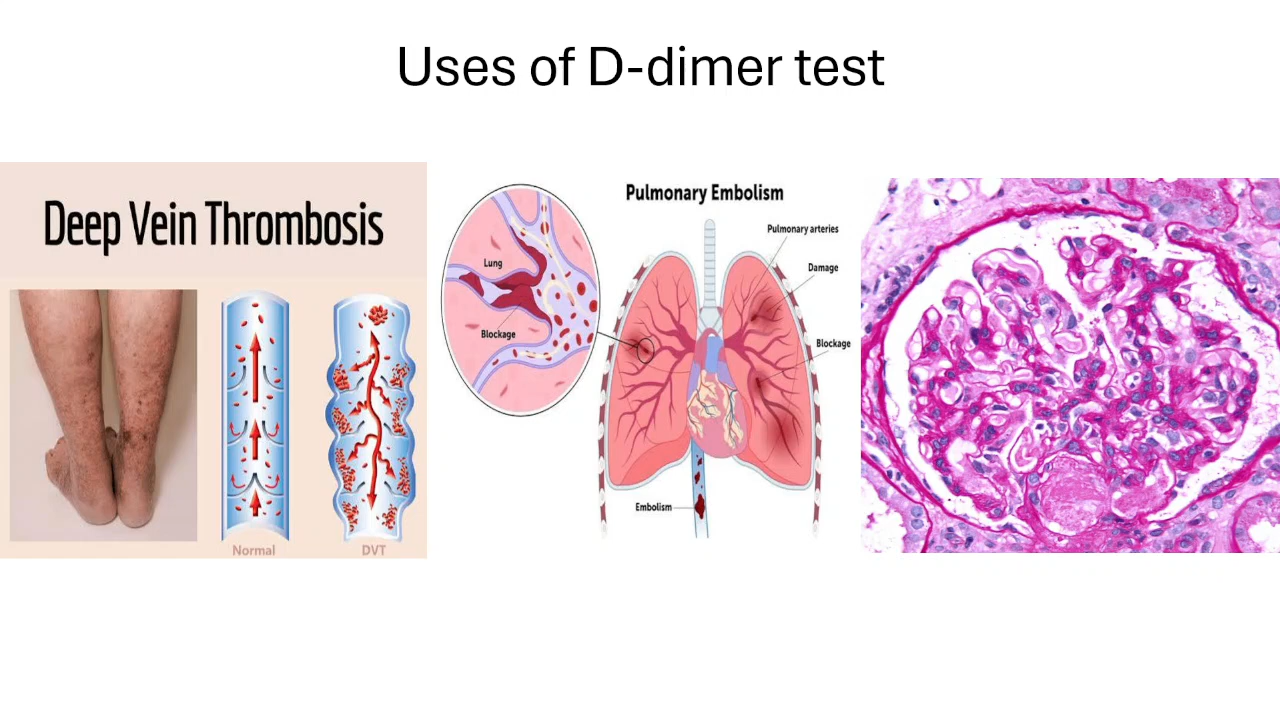 Uses of D-dimer test
Deep Vein Thrombosis
Normal
DVT
Pulmonary Embolism
Pulmonary arteries
Lung
Damage
Blockage
Blockage
Embolism